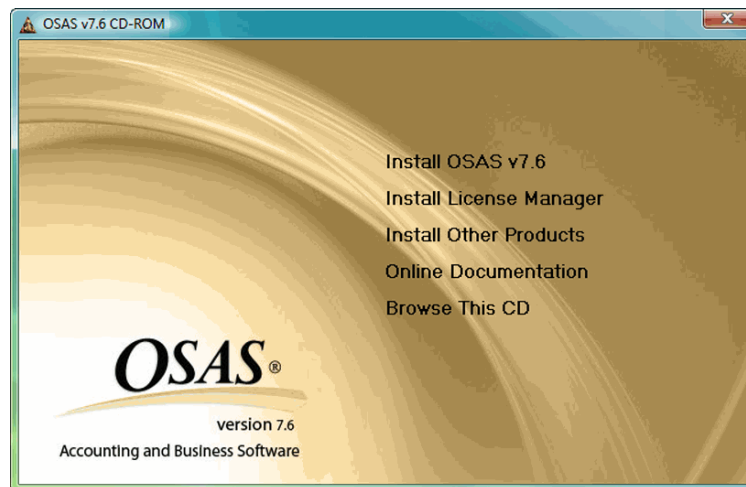 OSAS v7.6 CD-ROM
Install OSAS v7.6
Install License Manager
Install Other Products
Online Documentation
Browse This CD
OSAS®
version 7.6
Accounting and Business Software